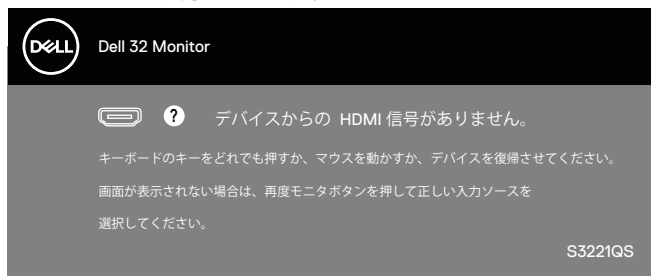 DELL
Dell 32 Monitor
? デバイスからの HDMI 信号がありません。
キーボードのキーをどれでも押すか、マウスを動かすか、デバイスを復帰させてください。
画面が表示されない場合は、再度モニタボタンを押して正しい入力ソースを
選択してください。
S3221QS